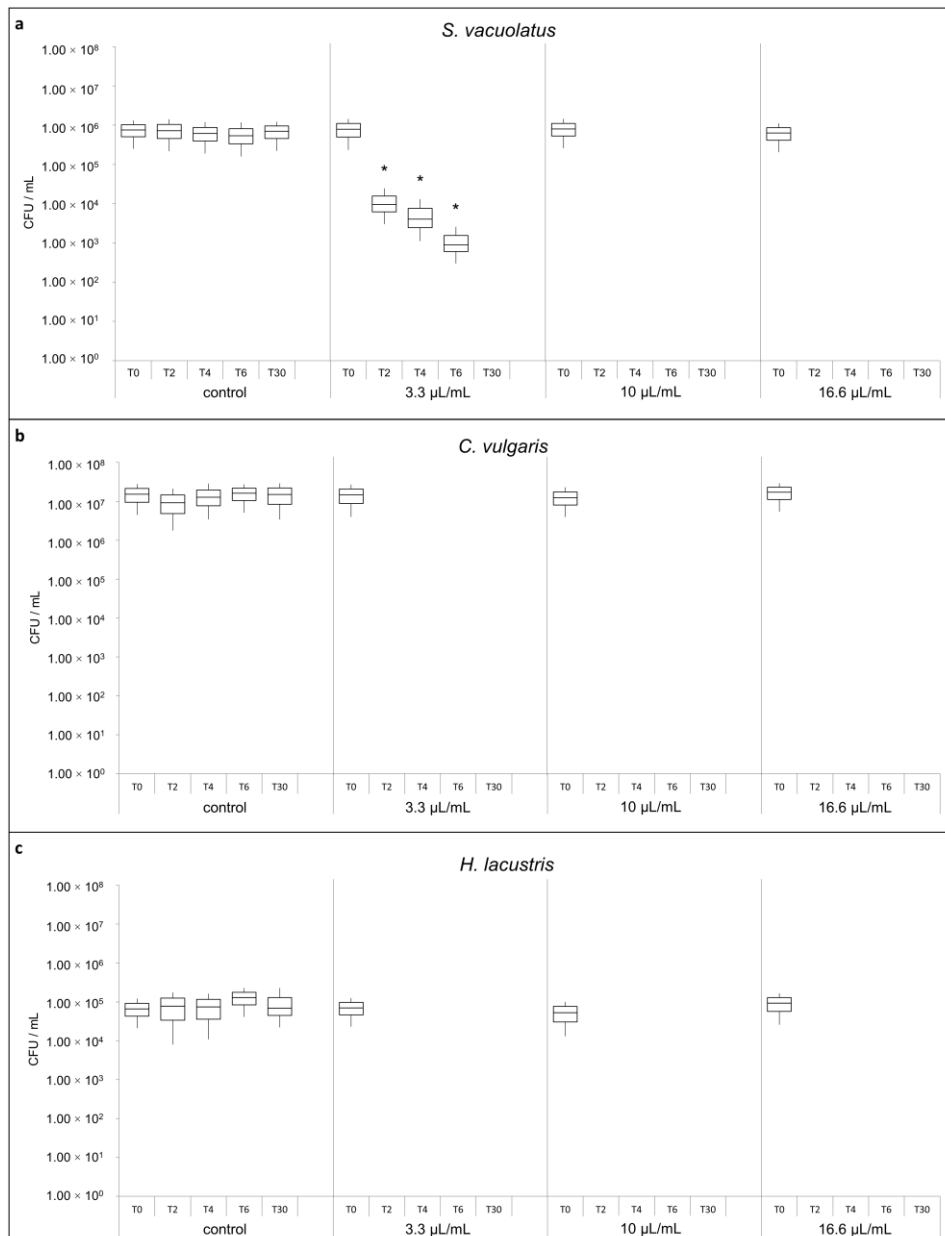 a
S. vacuolatus
1.00 × 10⁸
1.00 × 10⁷
1.00 × 10⁶
1.00 × 10⁵
1.00 × 10⁴
1.00 × 10³
1.00 × 10²
1.00 × 10¹
1.00 × 10⁰
CFU / mL
* * *
T0 T2 T4 T6 T30 T0 T2 T4 T6 T30 T0 T2 T4 T6 T30 T0 T2 T4 T6 T30
control 3.3 µL/mL 10 µL/mL 16.6 µL/mL
b
C. vulgaris
1.00 × 10⁸
1.00 × 10⁷
1.00 × 10⁶
1.00 × 10⁵
1.00 × 10⁴
1.00 × 10³
1.00 × 10²
1.00 × 10¹
1.00 × 10⁰
CFU / mL
T0 T2 T4 T6 T30 T0 T2 T4 T6 T30 T0 T2 T4 T6 T30 T0 T2 T4 T6 T30
control 3.3 µL/mL 10 µL/mL 16.6 µL/mL
c
H. lacustris
1.00 × 10⁸
1.00 × 10⁷
1.00 × 10⁶
1.00 × 10⁵
1.00 × 10⁴
1.00 × 10³
1.00 × 10²
1.00 × 10¹
1.00 × 10⁰
CFU / mL
T0 T2 T4 T6 T30 T0 T2 T4 T6 T30 T0 T2 T4 T6 T30 T0 T2 T4 T6 T30
control 3.3 µL/mL 10 µL/mL 16.6 µL/mL